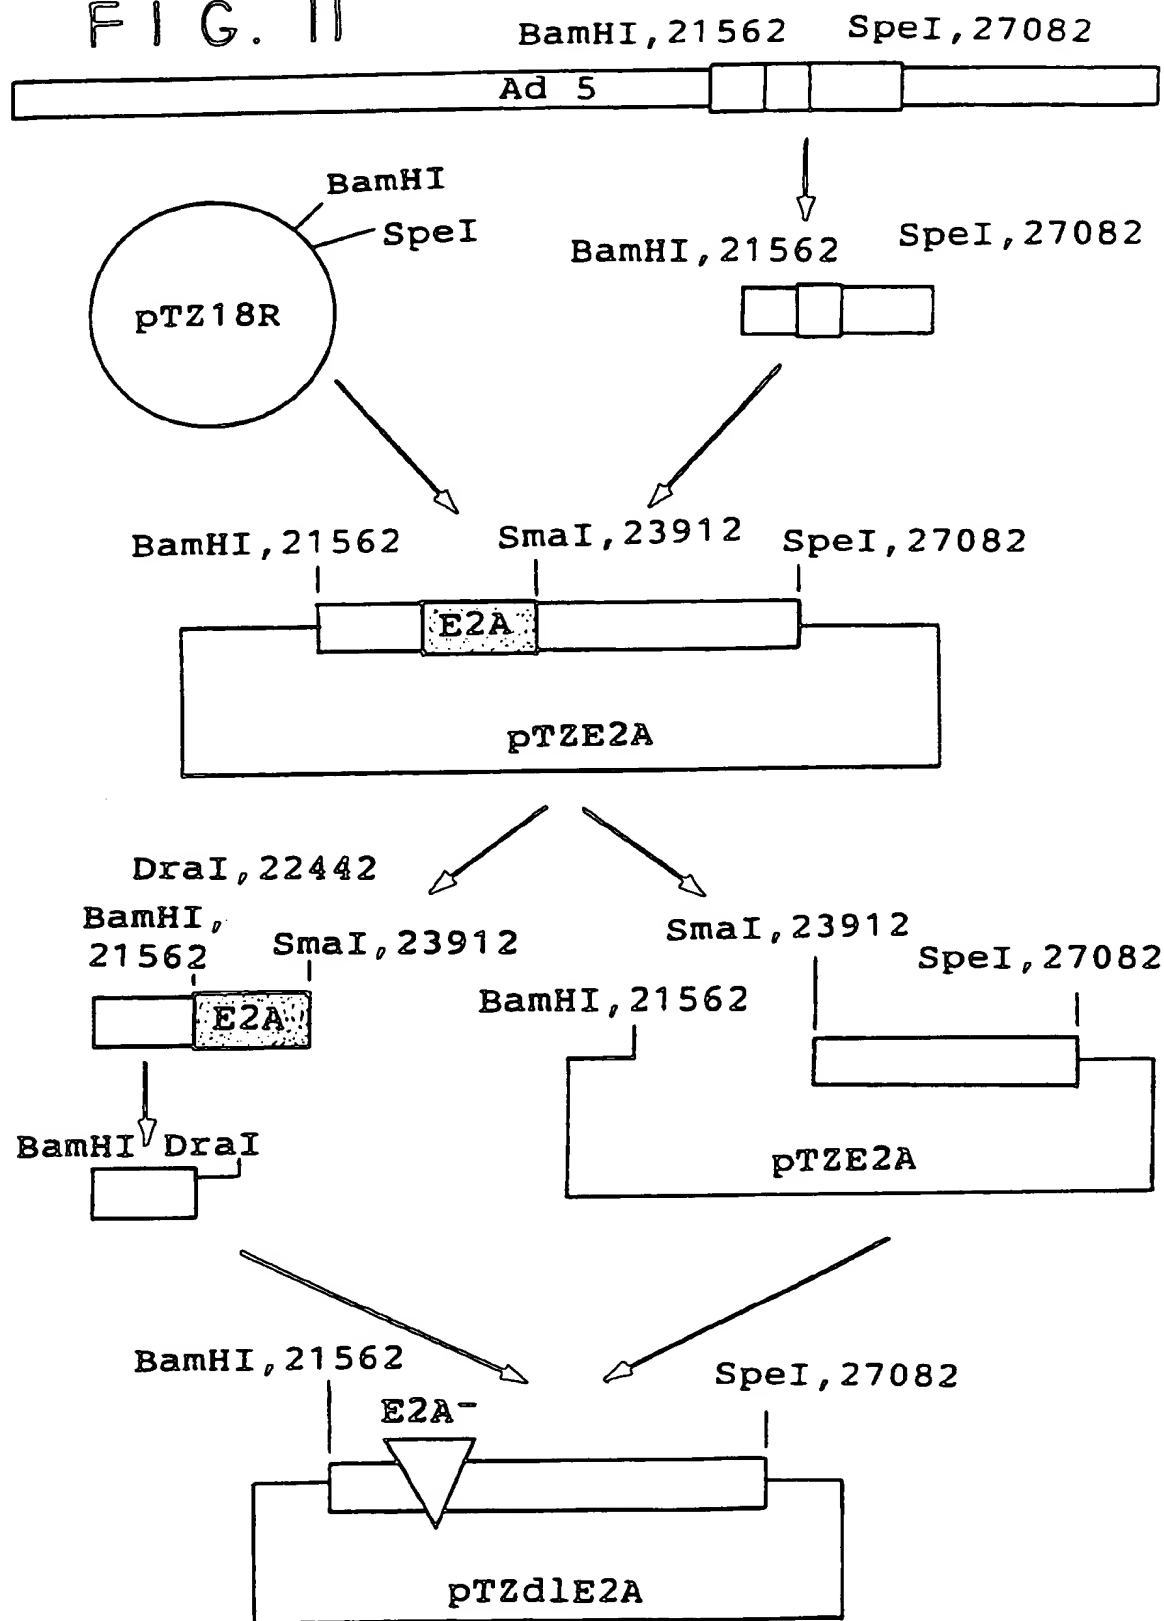 FIG. 11
BamHI,21562 SpeI,27082
Ad 5
BamHI
SpeI
pTZ18R
BamHI,21562 SpeI,27082
BamHI,21562 SmaI,23912 SpeI,27082
E2A
pTZE2A
DraI,22442
BamHI,
21562
SmaI,23912
E2A
BamHI DraI
SmaI,23912
SpeI,27082
BamHI,21562
pTZE2A
BamHI,21562 SpeI,27082
E2A-
pTZdlE2A